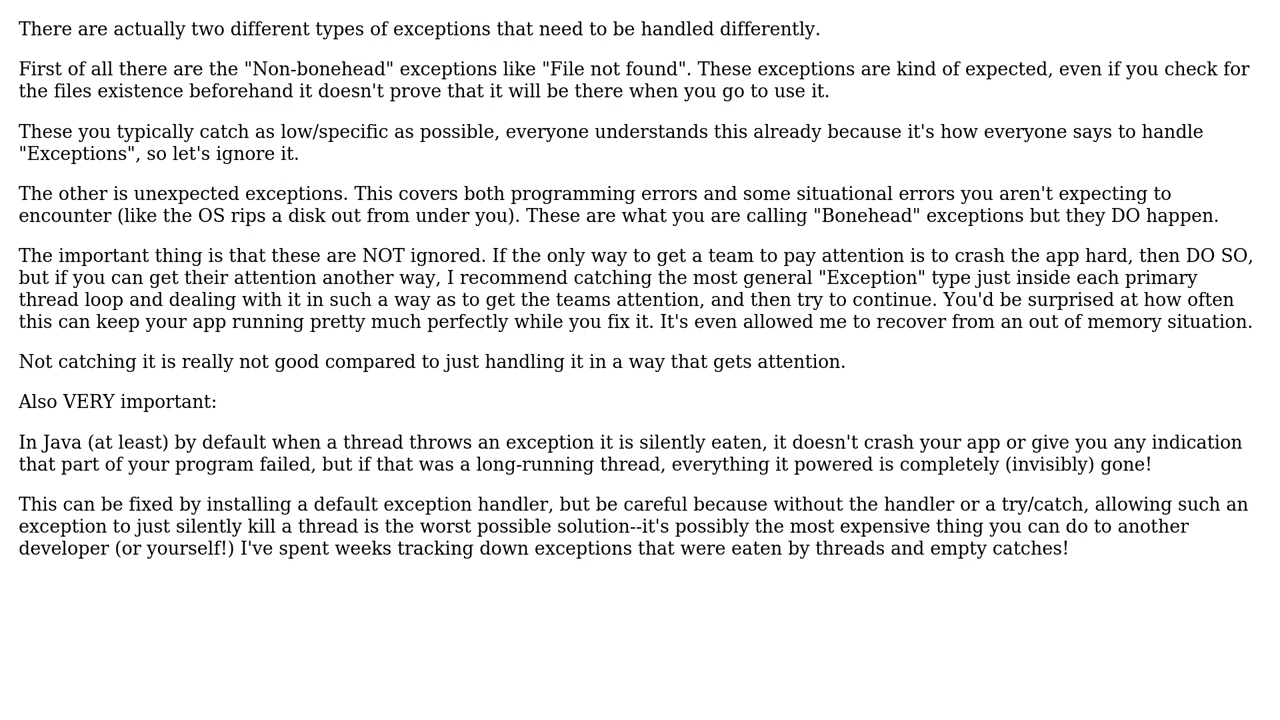 There are actually two different types of exceptions that need to be handled differently.
First of all there are the "Non-bonehead" exceptions like "File not found". These exceptions are kind of expected, even if you check for
the files existence beforehand it doesn't prove that it will be there when you go to use it.
These you typically catch as low/specific as possible, everyone understands this already because it's how everyone says to handle
"Exceptions", so let's ignore it.
The other is unexpected exceptions. This covers both programming errors and some situational errors you aren't expecting to
encounter (like the OS rips a disk out from under you). These are what you are calling "Bonehead" exceptions but they DO happen.
The important thing is that these are NOT ignored. If the only way to get a team to pay attention is to crash the app hard, then DO SO,
but if you can get their attention another way, I recommend catching the most general "Exception" type just inside each primary
thread loop and dealing with it in such a way as to get the teams attention, and then try to continue. You'd be surprised at how often
this can keep your app running pretty much perfectly while you fix it. It's even allowed me to recover from an out of memory situation.
Not catching it is really not good compared to just handling it in a way that gets attention.
Also VERY important:
In Java (at least) by default when a thread throws an exception it is silently eaten, it doesn't crash your app or give you any indication
that part of your program failed, but if that was a long-running thread, everything it powered is completely (invisibly) gone!
This can be fixed by installing a default exception handler, but be careful because without the handler or a try/catch, allowing such an
exception to just silently kill a thread is the worst possible solution--it's possibly the most expensive thing you can do to another
developer (or yourself!) I've spent weeks tracking down exceptions that were eaten by threads and empty catches!